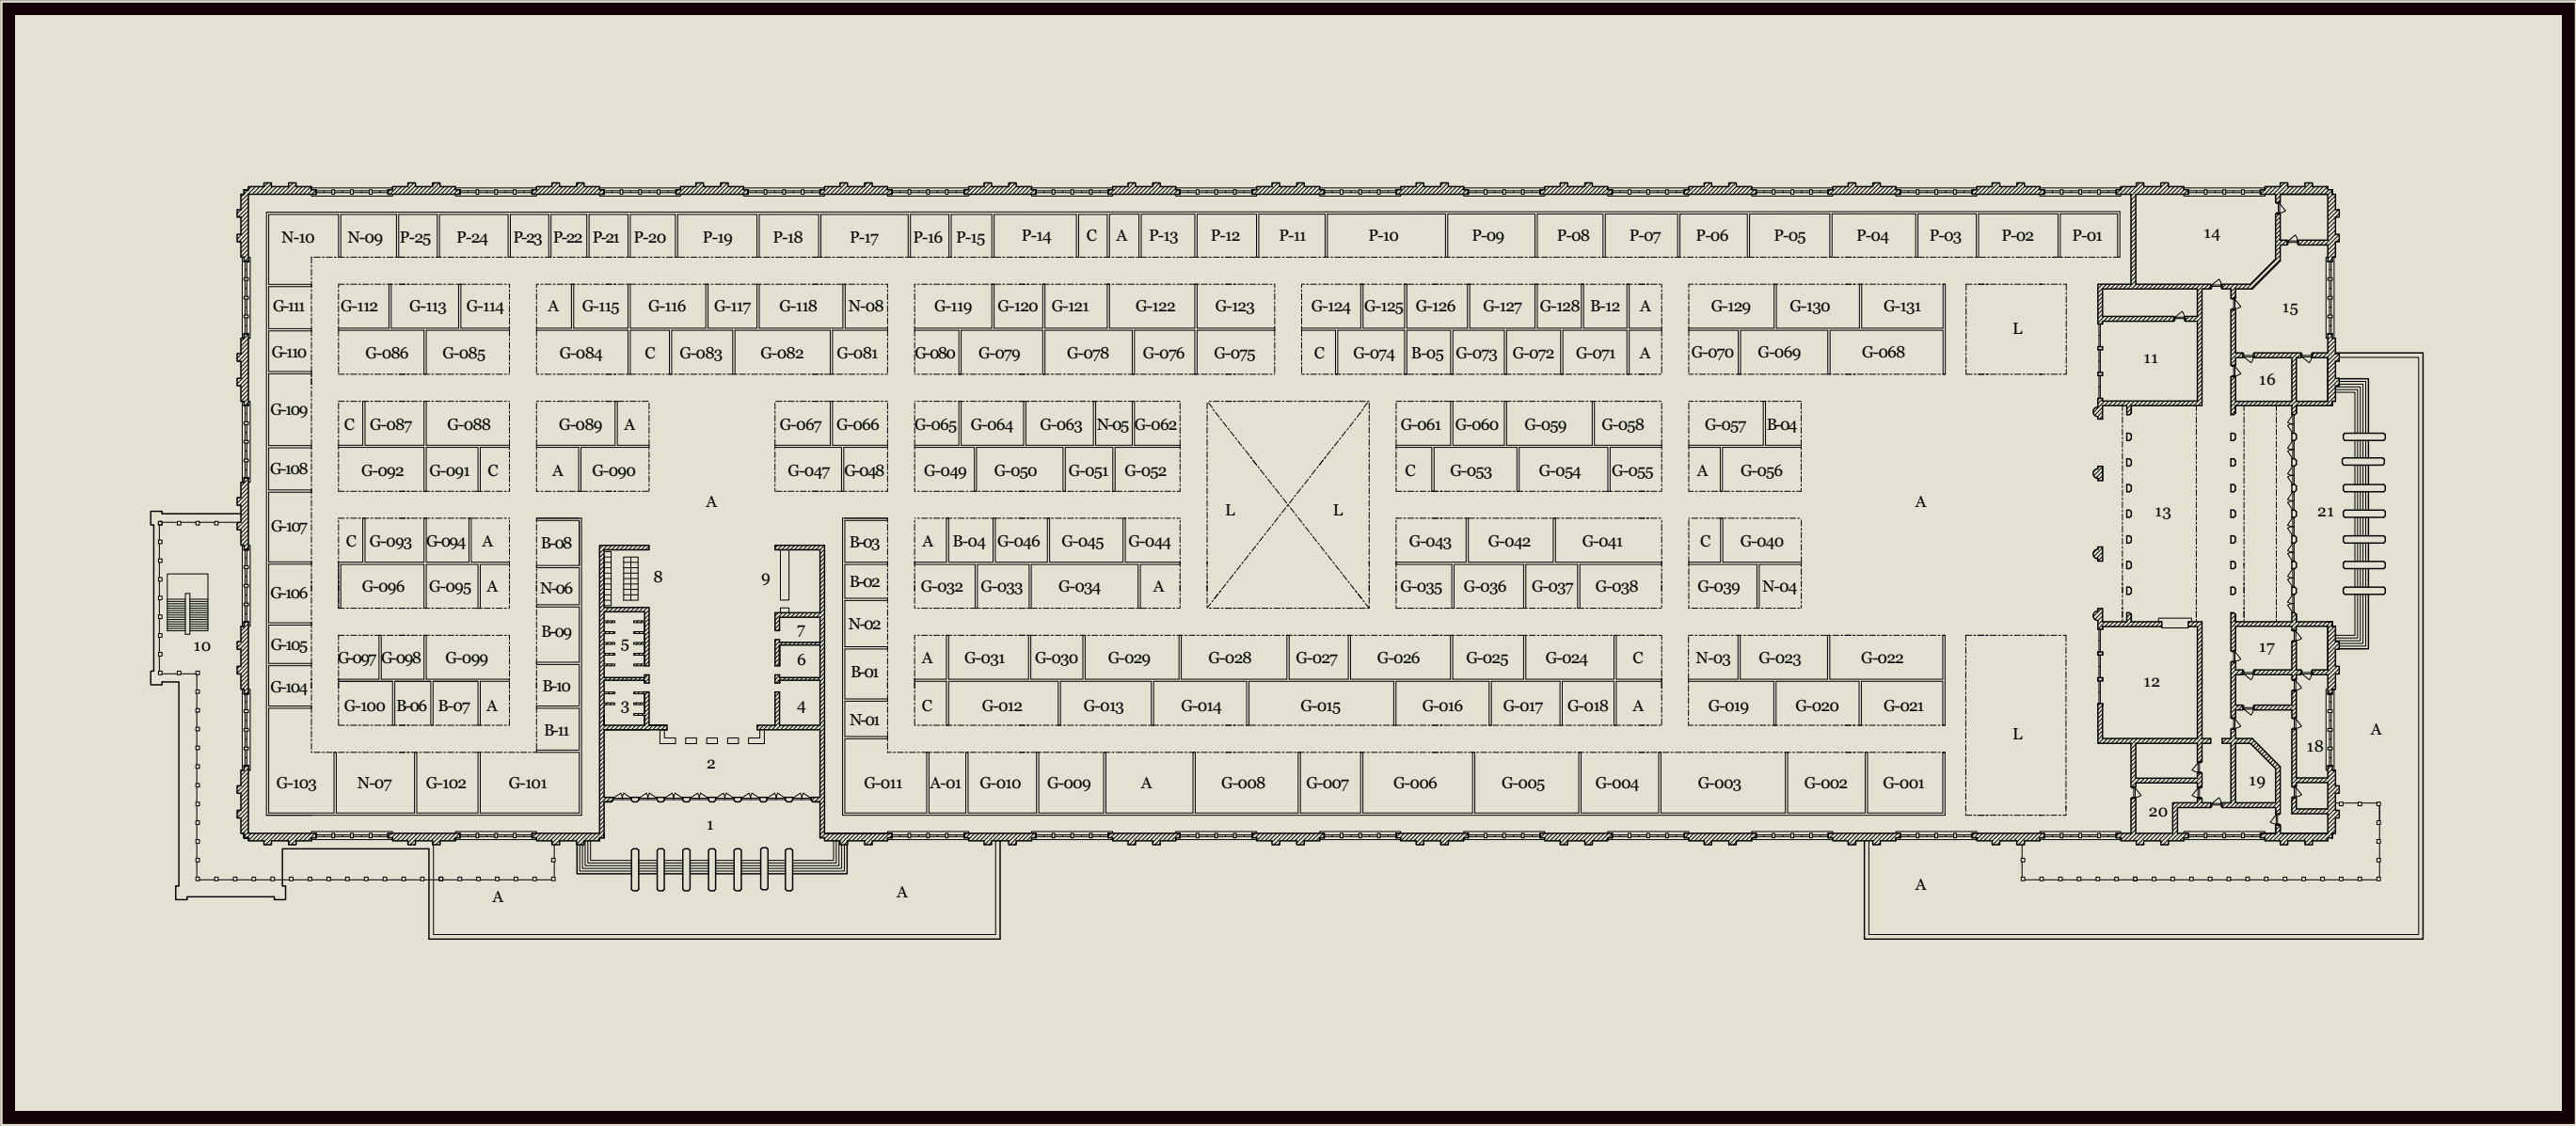 N-10 N-09 P-25 P-24 P-23 P-22 P-21 P-20 P-19 P-18 P-17 P-16 P-15 P-14 C A P-13 P-12 P-11 P-10 P-09 P-08 P-07 P-06 P-05 P-04 P-03 P-02 P-01 14
G-111 G-112 G-113 G-114 A G-115 G-116 G-117 G-118 N-08 G-119 G-120 G-121 G-122 G-123 G-124 G-125 G-126 G-127 G-128 B-12 A G-129 G-130 G-131 15
L
G-110 G-086 G-085 G-084 C G-083 G-082 G-081 G-080 G-079 G-078 G-076 G-075 C G-074 B-05 G-073 G-072 G-071 A G-070 G-069 G-068 11
16
G-109 C G-087 G-088 G-089 A G-067 G-066 G-065 G-064 G-063 N-05 G-062 G-061 G-060 G-059 G-058 G-057 B-04
G-108 G-092 G-091 C A G-090 G-047 G-048 G-049 G-050 G-051 G-052 C G-053 G-054 G-055 A G-056
A A
L L 13 21
G-107 C G-093 G-094 A B-08 B-03 A B-04 G-046 G-045 G-044 G-043 G-042 G-041 C G-040
8 9
G-106 G-096 G-095 A N-06 B-02 G-032 G-033 G-034 A G-035 G-036 G-037 G-038 G-039 N-04
B-09 N-02 7
10 G-105 5 17
G-097 G-098 G-099 6 A G-031 G-030 G-029 G-028 G-027 G-026 G-025 G-024 C N-03 G-023 G-022
G-104 B-10 B-01 12
G-100 B-06 B-07 A 3 4 C G-012 G-013 G-014 G-015 G-016 G-017 G-018 A G-019 G-020 G-021
B-11 N-01 L 18 A
2
G-103 N-07 G-102 G-101 G-011 A-01 G-010 G-009 A G-008 G-007 G-006 G-005 G-004 G-003 G-002 G-001 19
1 20
A A A